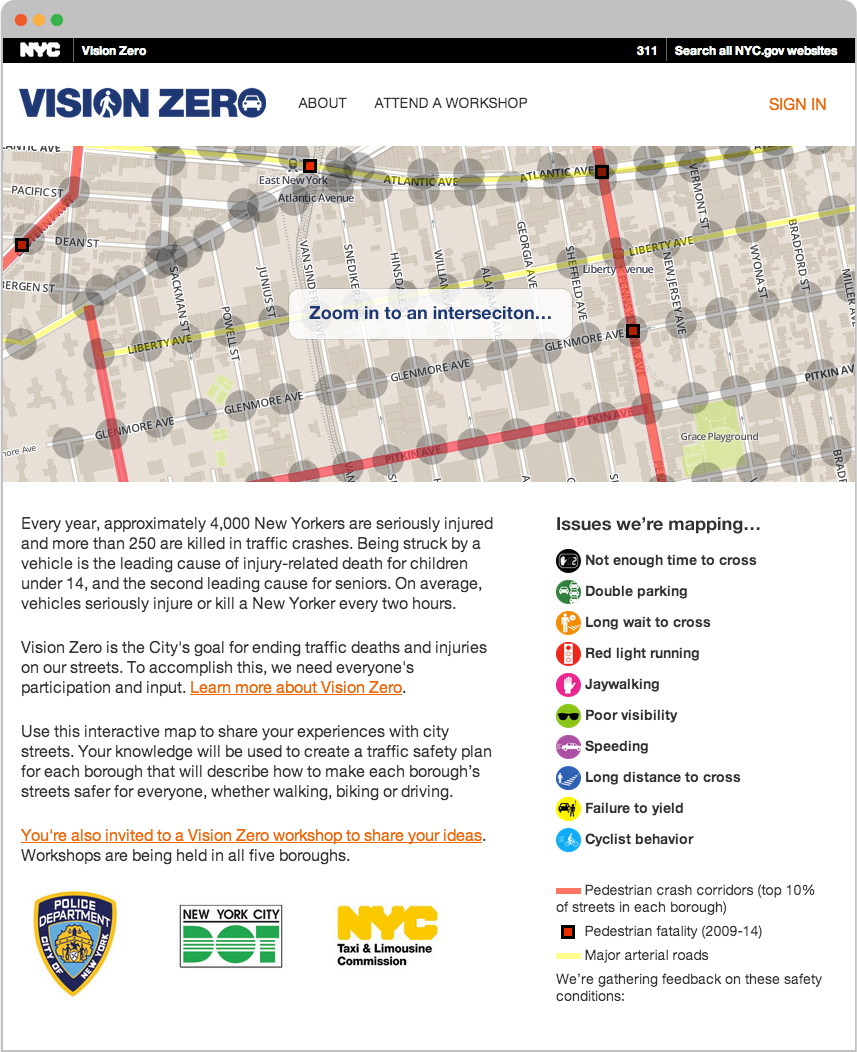 NYC Vision Zero 311 Search all NYC.gov websites
VISION ZERO ABOUT ATTEND A WORKSHOP SIGN IN
ATLANTIC AVE
PACIFIC ST
DEAN ST
BERGEN ST
East New York
Atlantic Avenue
ATLANTIC AVE
ATLANTIC AVE
VERMONT ST
BRADFORD ST
LIBERTY AVE
Liberty Avenue
GEORGIA AVE
SHEFFIELD AVE
NEW JERSEY AVE
WYONA ST
MILLER AVE
SACKMAN ST
JUNIUS ST
POWELL ST
Zoom in to an interseciton...
LIBERTY AVE
GLENMORE AVE
GLENMORE AVE
GLENMORE AVE
GLENMORE AVE
PITKIN AVE
PITKIN AVE
PITKIN AV
Grace Playground
more Ave
Every year, approximately 4,000 New Yorkers are seriously injured
and more than 250 are killed in traffic crashes. Being struck by a
vehicle is the leading cause of injury-related death for children
under 14, and the second leading cause for seniors. On average,
vehicles seriously injure or kill a New Yorker every two hours.
Vision Zero is the City's goal for ending traffic deaths and injuries
on our streets. To accomplish this, we need everyone's
participation and input. Learn more about Vision Zero.
Use this interactive map to share your experiences with city
streets. Your knowledge will be used to create a traffic safety plan
for each borough that will describe how to make each borough's
streets safer for everyone, whether walking, biking or driving.
You're also invited to a Vision Zero workshop to share your ideas.
Workshops are being held in all five boroughs.
POLICE
DEPARTMENT
CITY OF NEW YORK
NEW YORK CITY
DOT
NYC
Taxi & Limousine
Commission
Issues we're mapping...
Not enough time to cross
Double parking
Long wait to cross
Red light running
Jaywalking
Poor visibility
Speeding
Long distance to cross
Failure to yield
Cyclist behavior
Pedestrian crash corridors (top 10%
of streets in each borough)
Pedestrian fatality (2009-14)
Major arterial roads
We're gathering feedback on these safety
conditions: